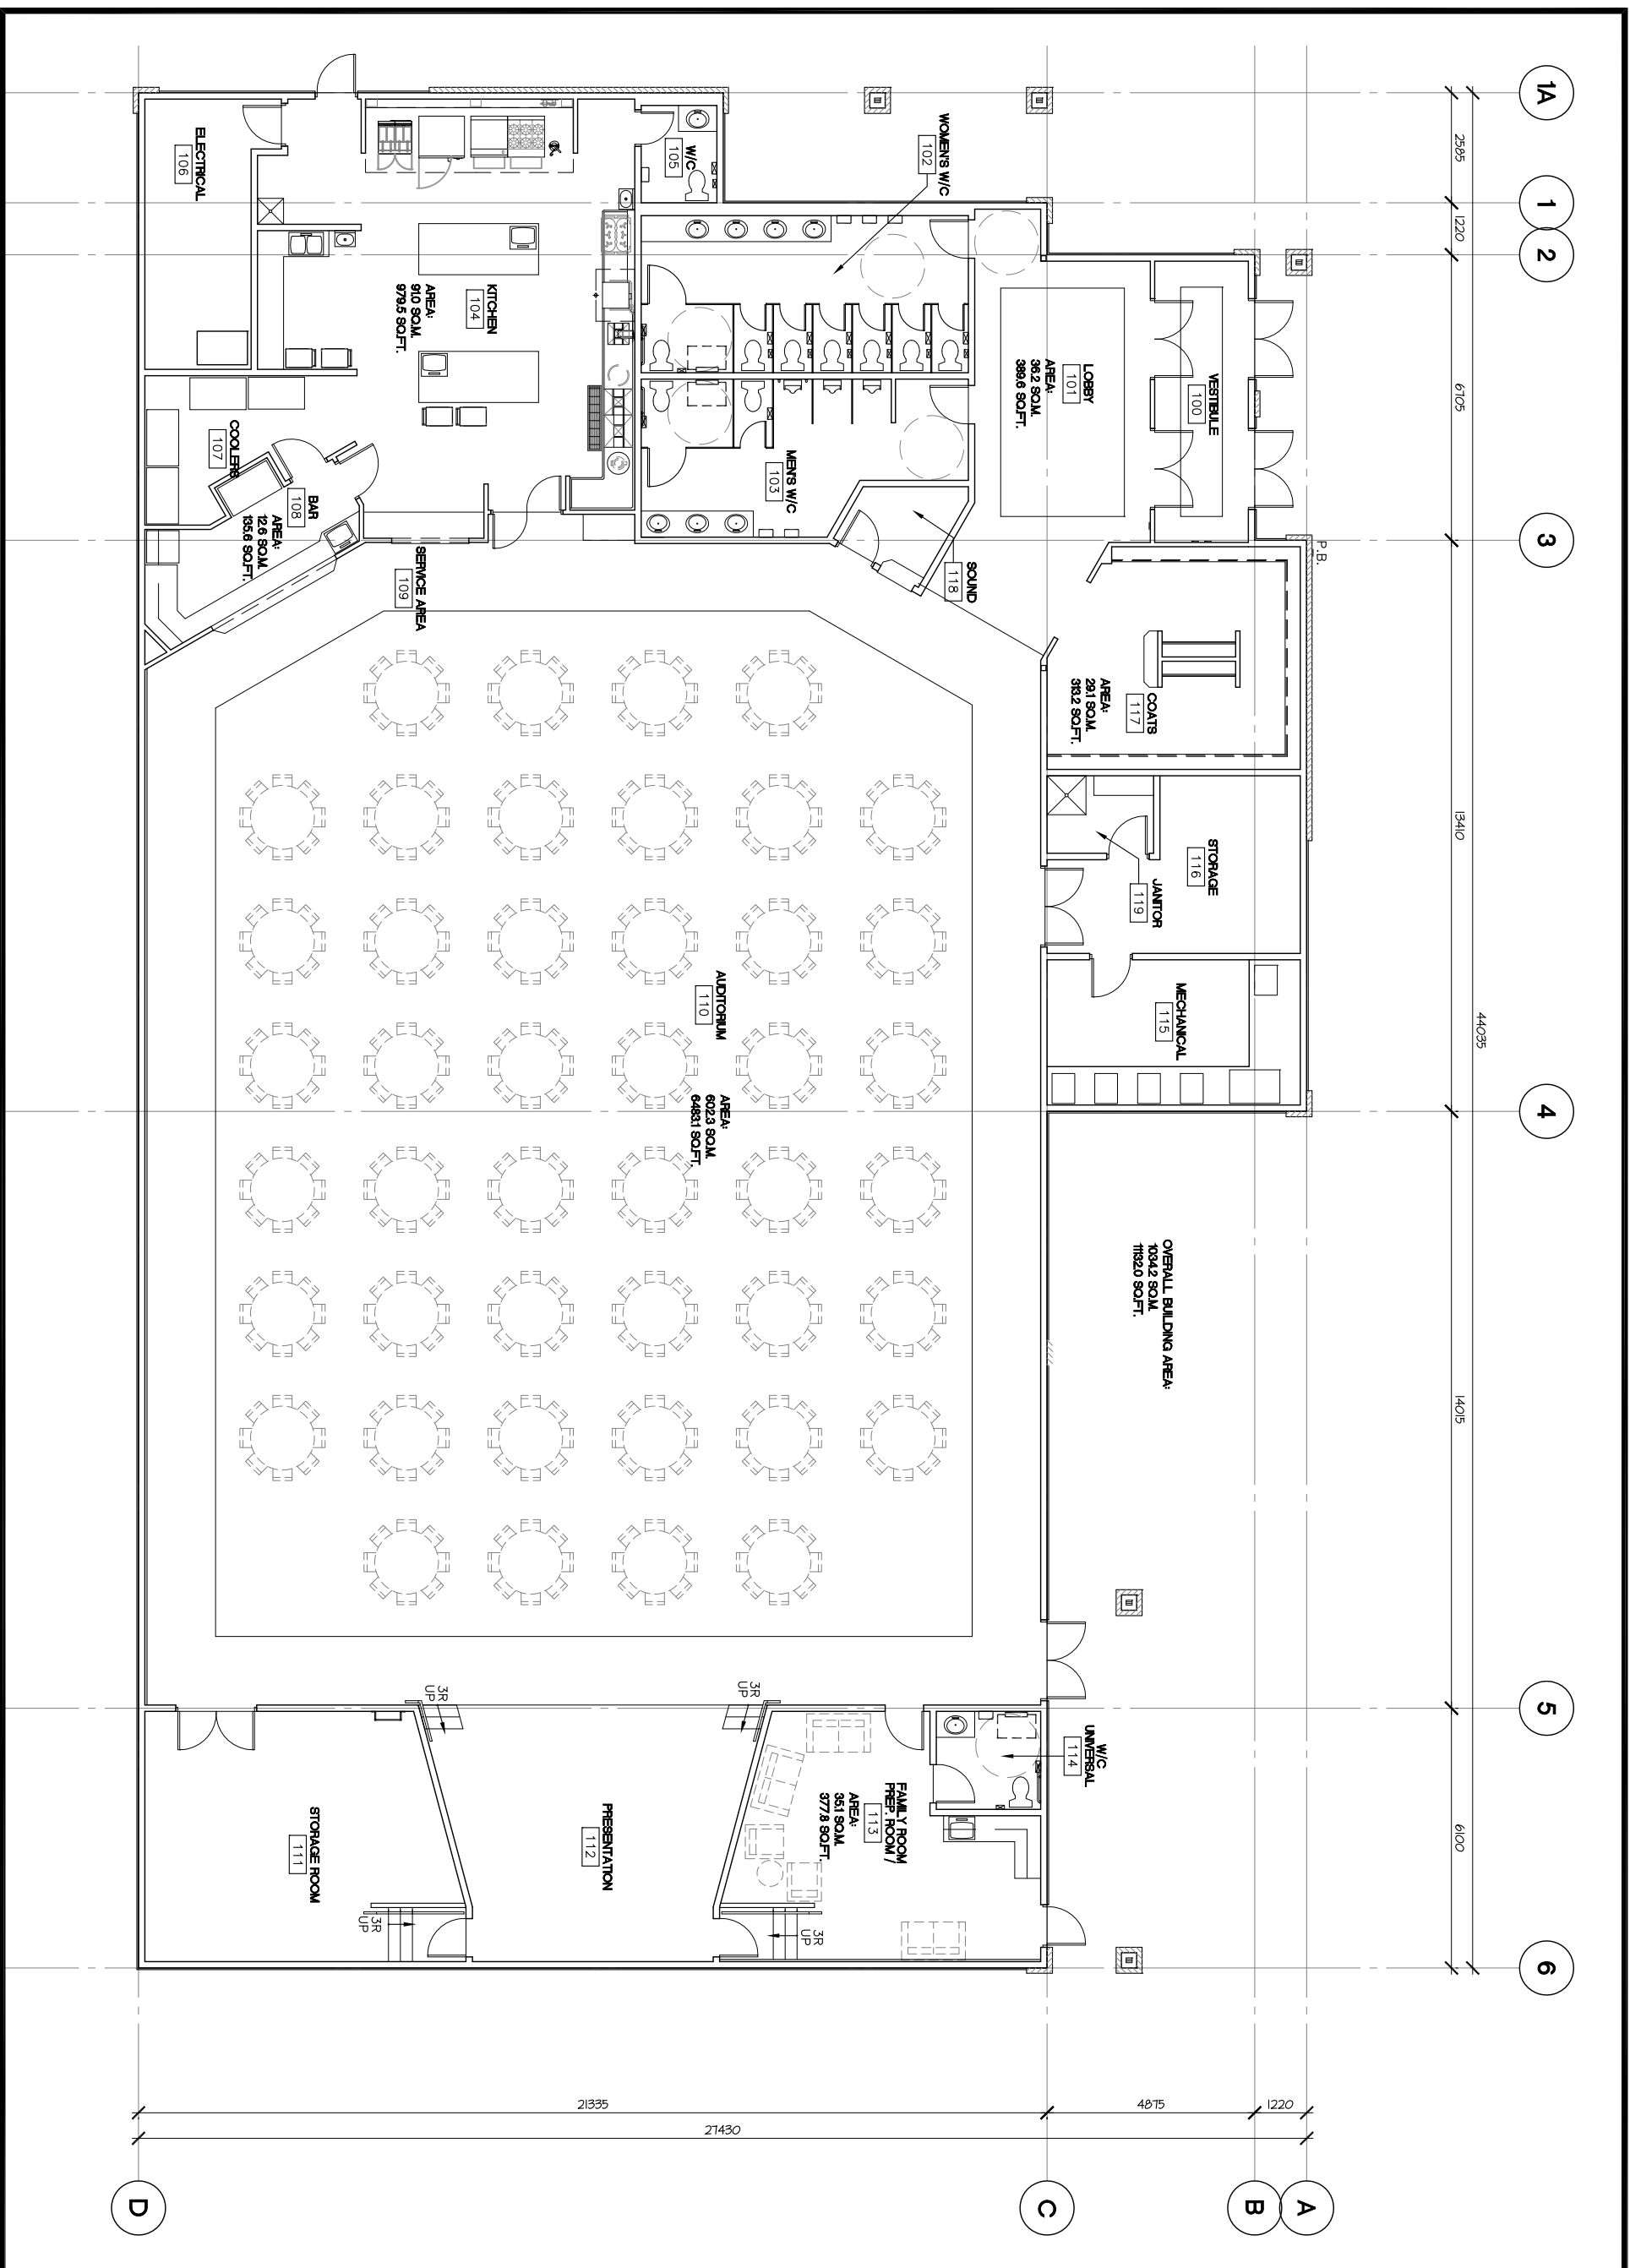 1A
1
2
3
4
5
6
2585
1220
6705
13410
14015
6100
44035
A
B
C
D
1220
4875
21335
27430
VESTIBULE
100
LOBBY
101
AREA:
36.2 SQ.M.
389.6 SQ.FT.
WOMEN'S W/C
102
MEN'S W/C
103
KITCHEN
104
AREA:
91.0 SQ.M.
979.5 SQ.FT.
W/C
105
ELECTRICAL
106
COOLERS
107
BAR
108
AREA:
12.6 SQ.M.
135.6 SQ.FT.
SERVICE AREA
109
AUDITORIUM
110
AREA:
602.3 SQ.M.
6483.1 SQ.FT.
STORAGE ROOM
111
PRESENTATION
112
FAMILY ROOM
PREP. ROOM /
113
AREA:
35.1 SQ.M.
377.8 SQ.FT.
W/C
UNIVERSAL
114
MECHANICAL
115
STORAGE
116
COATS
117
AREA:
29.1 SQ.M.
313.2 SQ.FT.
SOUND
118
JANITOR
119
P.B.
OVERALL BUILDING AREA:
1034.2 SQ.M.
11132.0 SQ.FT.
3R
UP
3R
UP
3R
UP
3R
UP